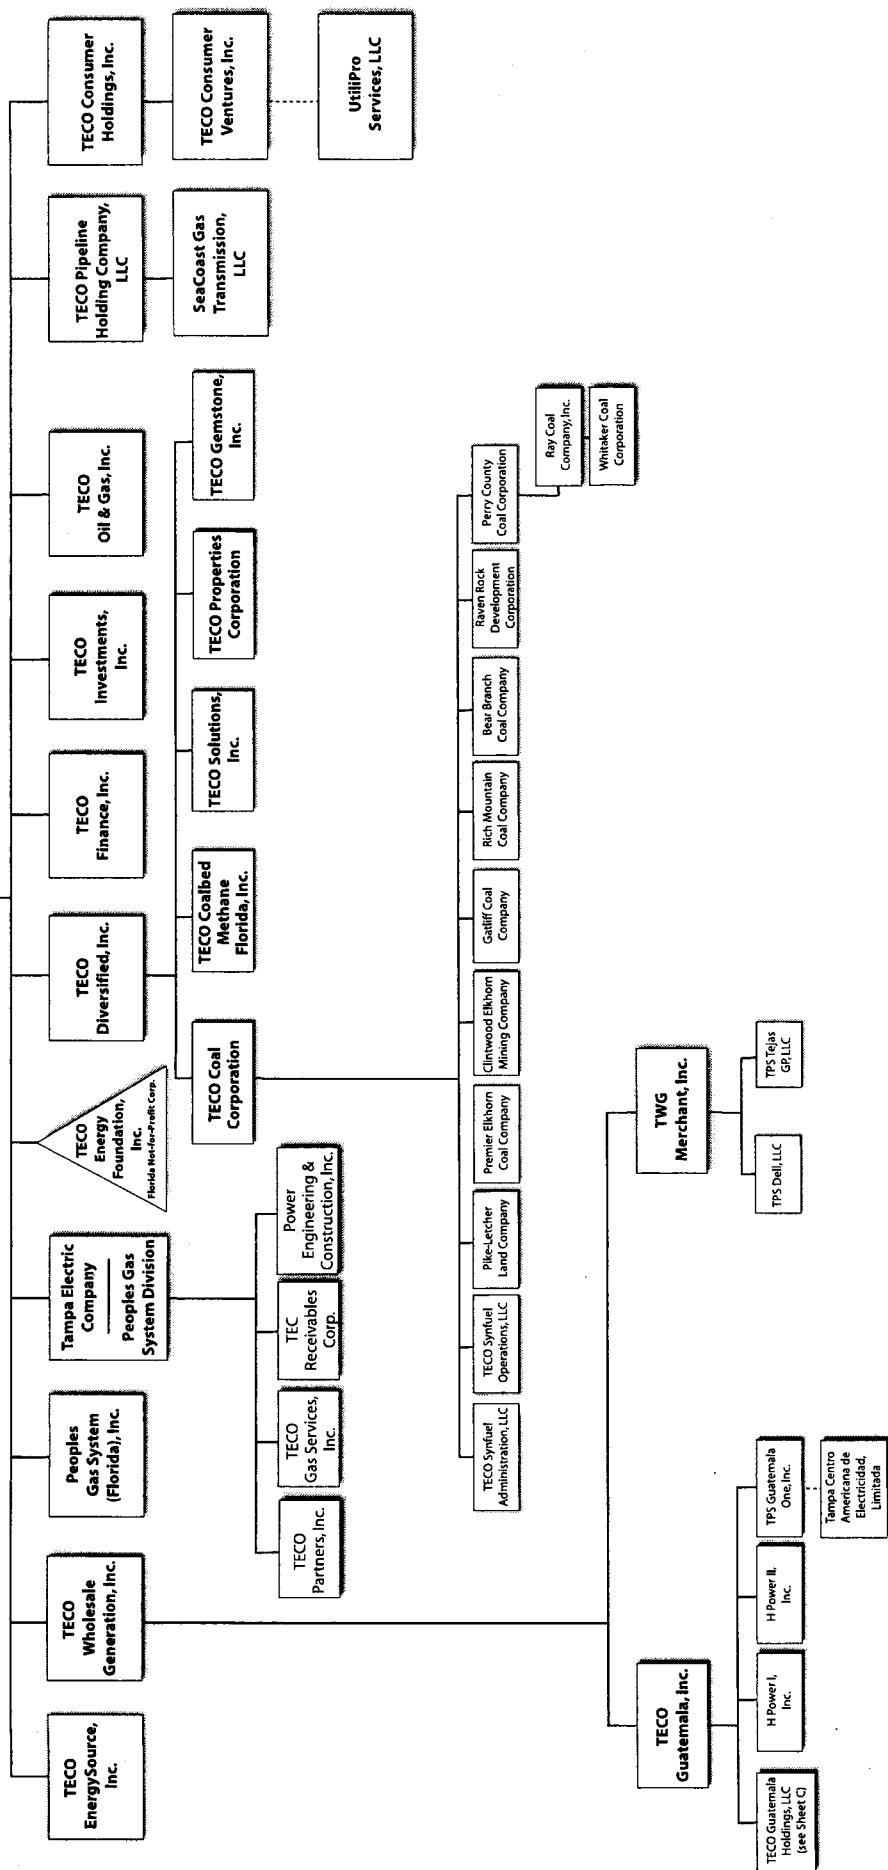 TECO
EnergySource,
Inc.
TECO
Wholesale
Generation, Inc.
Peoples
Gas System
(Florida), Inc.
Tampa Electric
Company
Peoples Gas
System Division
TECO
Energy
Foundation,
Inc.
Florida Not-for-Profit Corp.
TECO
Diversified, Inc.
TECO
Finance, Inc.
TECO
Investments,
Inc.
TECO
Oil & Gas, Inc.
TECO Pipeline
Holding Company,
LLC
TECO Consumer
Holdings, Inc.
SeaCoast Gas
Transmission,
LLC
TECO Consumer
Ventures, Inc.
UtiliPro
Services, LLC
TECO Coal
Corporation
TECO Coalbed
Methane
Florida, Inc.
TECO Solutions,
Inc.
TECO Properties
Corporation
TECO Gemstone,
Inc.
TECO
Partners, Inc.
TECO
Gas Services,
Inc.
TEC
Receivables
Corp.
Power
Engineering &
Construction, Inc.
TECO Synfuel
Administration, LLC
TECO Synfuel
Operations, LLC
Pike-Letcher
Land Company
Premier Elkhorn
Coal Company
Clintwood Elkhorn
Mining Company
Gatliff Coal
Company
Rich Mountain
Coal Company
Bear Branch
Coal Company
Raven Rock
Development
Corporation
Perry County
Coal Corporation
Ray Coal
Company, Inc.
Whitaker Coal
Corporation
TECO
Guatemala, Inc.
TWG
Merchant, Inc.
TECO Guatemala
Holdings, LLC
(see Sheet C)
H Power I,
Inc.
H Power II,
Inc.
TPS Guatemala
One, Inc.
Tampa Centro
Americana de
Electricidad,
Limitada
TPS Dell, LLC
TPS Tejas
GP, LLC